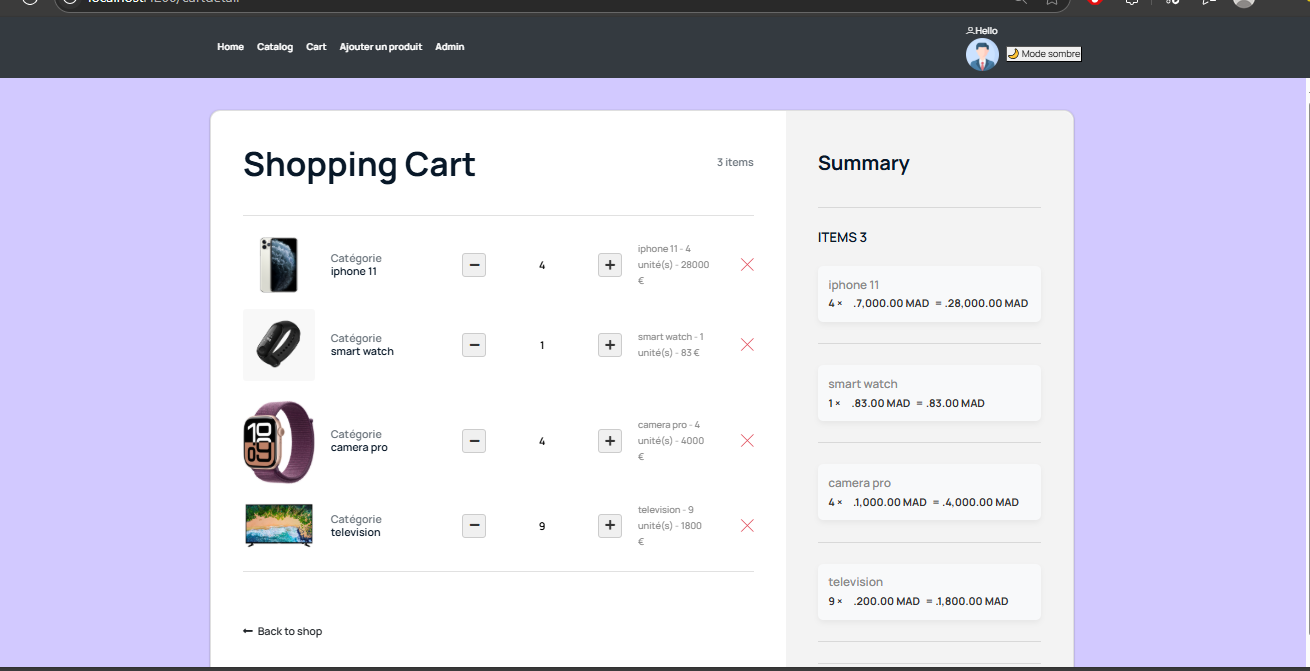 Home Catalog Cart Ajouter un produit Admin
Hello
Mode sombre
Shopping Cart
3 items
Catégorie
iphone 11
4
iphone 11 - 4
unité(s) - 28000
€
Catégorie
smart watch
1
smart watch - 1
unité(s) - 83 €
Catégorie
camera pro
4
camera pro - 4
unité(s) - 4000
€
Catégorie
television
9
television - 9
unité(s) - 1800
€
Back to shop
Summary
ITEMS 3
iphone 11
4 × .7,000.00 MAD = .28,000.00 MAD
smart watch
1 × .83.00 MAD = .83.00 MAD
camera pro
4 × .1,000.00 MAD = .4,000.00 MAD
television
9 × .200.00 MAD = .1,800.00 MAD